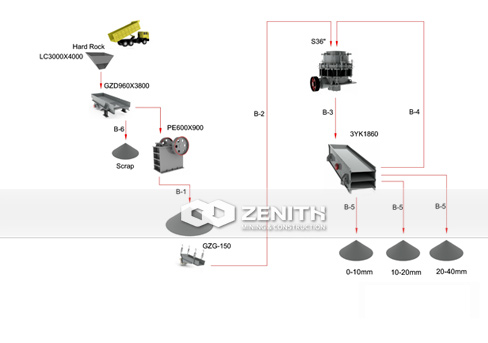 Hard Rock
LC3000X4000
GZD960X3800
B-6
Scrap
PE600X900
B-1
GZG-150
B-2
S36"
B-3
B-4
3YK1860
B-5
B-5
B-5
0-10mm
10-20mm
20-40mm
ZENITH
MINING & CONSTRUCTION